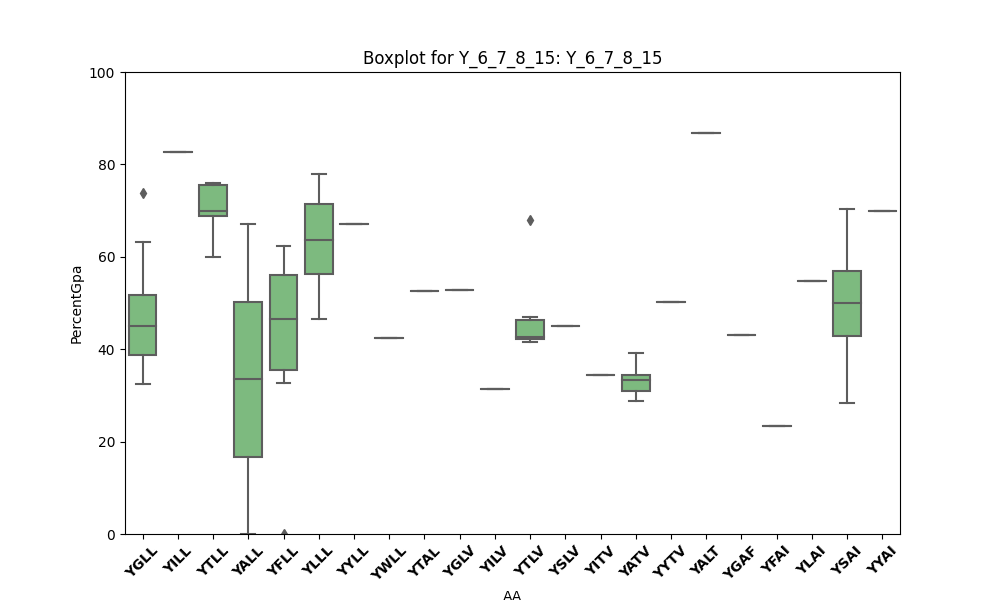 Boxplot for Y_6_7_8_15: Y_6_7_8_15
100
80
60
40
20
0
PercentGpa
YGLL
YILL
YTLL
YALL
YFLL
YLLL
YYLL
YWLL
YTAL
YGLV
YILV
YTLV
YSLV
YITV
YATV
YYTV
YALT
YGAF
YFAI
YLAI
YSAI
YYAI
AA